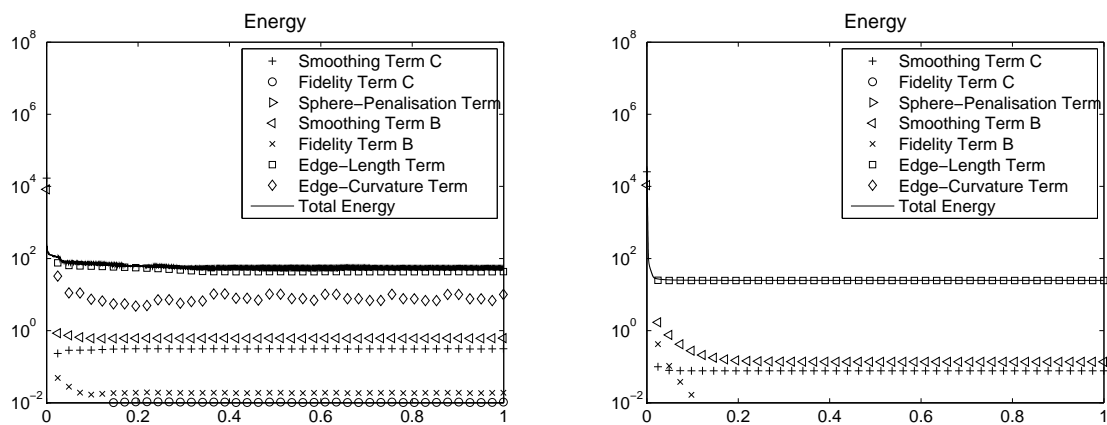 Energy
10^8
10^6
10^4
10^2
10^0
10^−2
0
0.2
0.4
0.6
0.8
1
Smoothing Term C
Fidelity Term C
Sphere−Penalisation Term
Smoothing Term B
Fidelity Term B
Edge−Length Term
Edge−Curvature Term
Total Energy
Energy
10^8
10^6
10^4
10^2
10^0
10^−2
0
0.2
0.4
0.6
0.8
1
Smoothing Term C
Fidelity Term C
Sphere−Penalisation Term
Smoothing Term B
Fidelity Term B
Edge−Length Term
Edge−Curvature Term
Total Energy